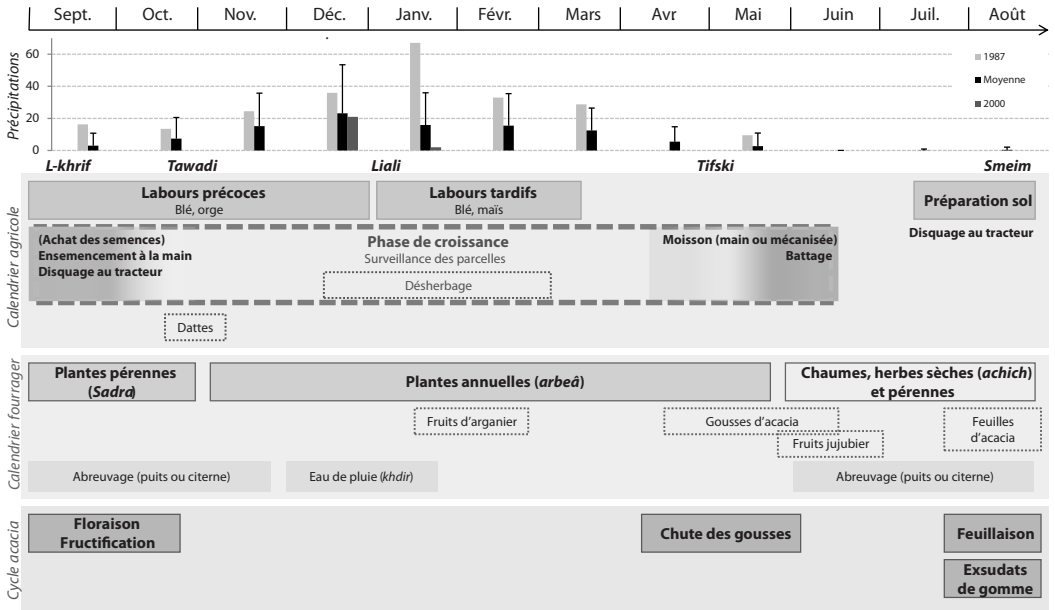 Sept.
Oct.
Nov.
Déc.
Janv.
Févr.
Mars
Avr
Mai
Juin
Juil.
Août
Précipitations
60
40
20
0
1987
Moyenne
2000
L-khrif
Tawadi
Liali
Tifski
Smeim
Calendrier agricole
Labours précoces
Blé, orge
Labours tardifs
Blé, maïs
Préparation sol
Disquage au tracteur
(Achat des semences)
Ensemencement à la main
Disquage au tracteur
Phase de croissance
Surveillance des parcelles
Désherbage
Moisson (main ou mécanisée)
Battage
Dattes
Calendrier fourrager
Plantes pérennes
(Sadra)
Plantes annuelles (arbeâ)
Chaumes, herbes sèches (achich)
et pérennes
Fruits d'arganier
Gousses d'acacia
Fruits jujubier
Feuilles
d'acacia
Abreuvage (puits ou citerne)
Eau de pluie (khdir)
Abreuvage (puits ou citerne)
Cycle acacia
Floraison
Fructification
Chute des gousses
Feuillaison
Exsudats
de gomme